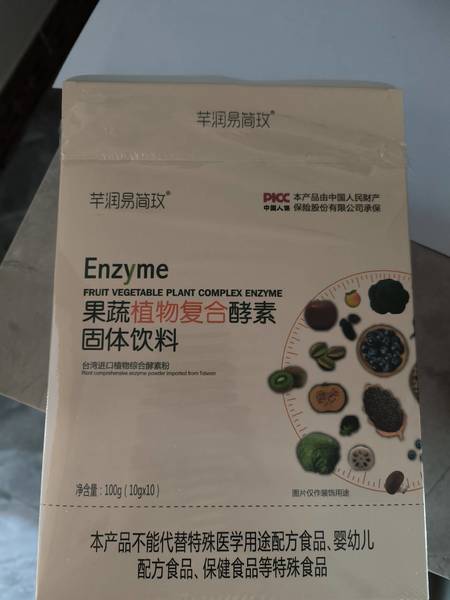 芊润易简玫®
芊润易简玫®
PICC 本产品由中国人民财产
中国人保 保险股份有限公司承保
Enzyme
FRUIT VEGETABLE PLANT COMPLEX ENZYME
果蔬植物复合酵素
固体饮料
台湾进口植物综合酵素粉
Plant comprehensive enzyme powder imported from Taiwan
净含量：100g（10gx10）
图片仅作装饰用途
本产品不能代替特殊医学用途配方食品、婴幼儿
配方食品、保健食品等特殊食品